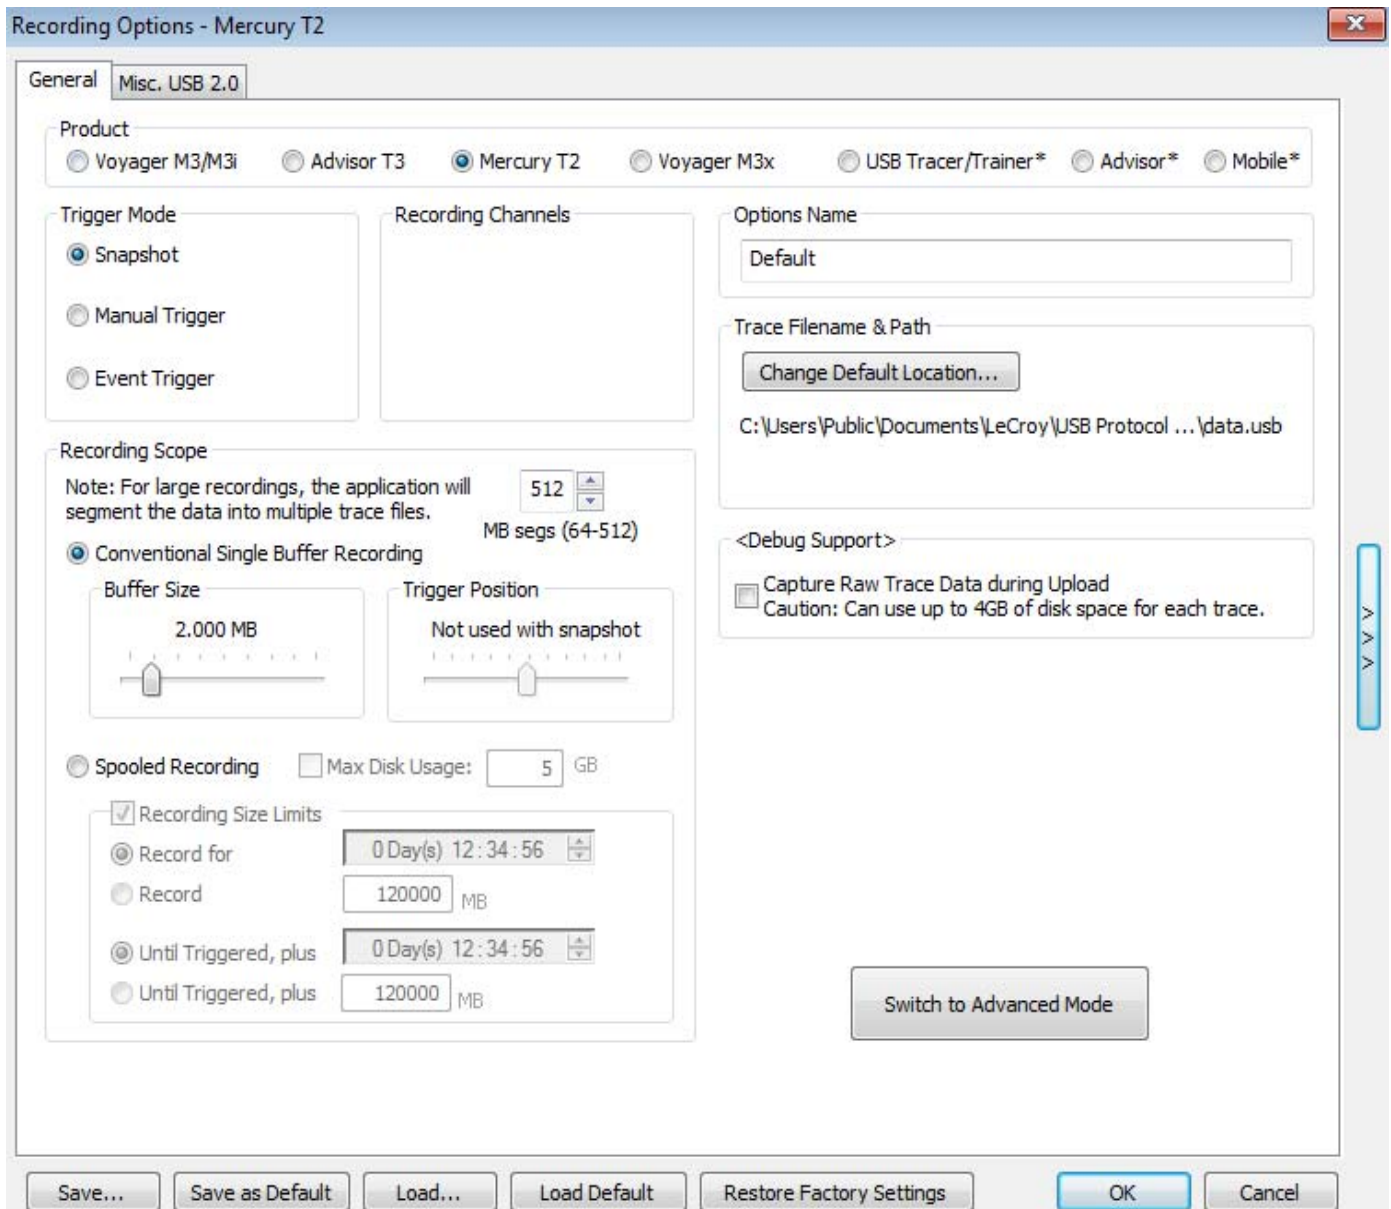 Recording Options - Mercury T2
General
Misc. USB 2.0
Product
Voyager M3/M3i
Advisor T3
Mercury T2
Voyager M3x
USB Tracer/Trainer*
Advisor*
Mobile*
Trigger Mode
Snapshot
Manual Trigger
Event Trigger
Recording Channels
Options Name
Default
Trace Filename & Path
Change Default Location...
C:\Users\Public\Documents\LeCroy\USB Protocol ...\data.usb
Recording Scope
Note: For large recordings, the application will
segment the data into multiple trace files.
512
MB segs (64-512)
Conventional Single Buffer Recording
Buffer Size
2.000 MB
Trigger Position
Not used with snapshot
<Debug Support>
Capture Raw Trace Data during Upload
Caution: Can use up to 4GB of disk space for each trace.
>
>
>
Spooled Recording
Max Disk Usage:
5
GB
Recording Size Limits
Record for
0 Day(s) 12 : 34 : 56
Record
120000
MB
Until Triggered, plus
0 Day(s) 12 : 34 : 56
Until Triggered, plus
120000
MB
Switch to Advanced Mode
Save...
Save as Default
Load...
Load Default
Restore Factory Settings
OK
Cancel